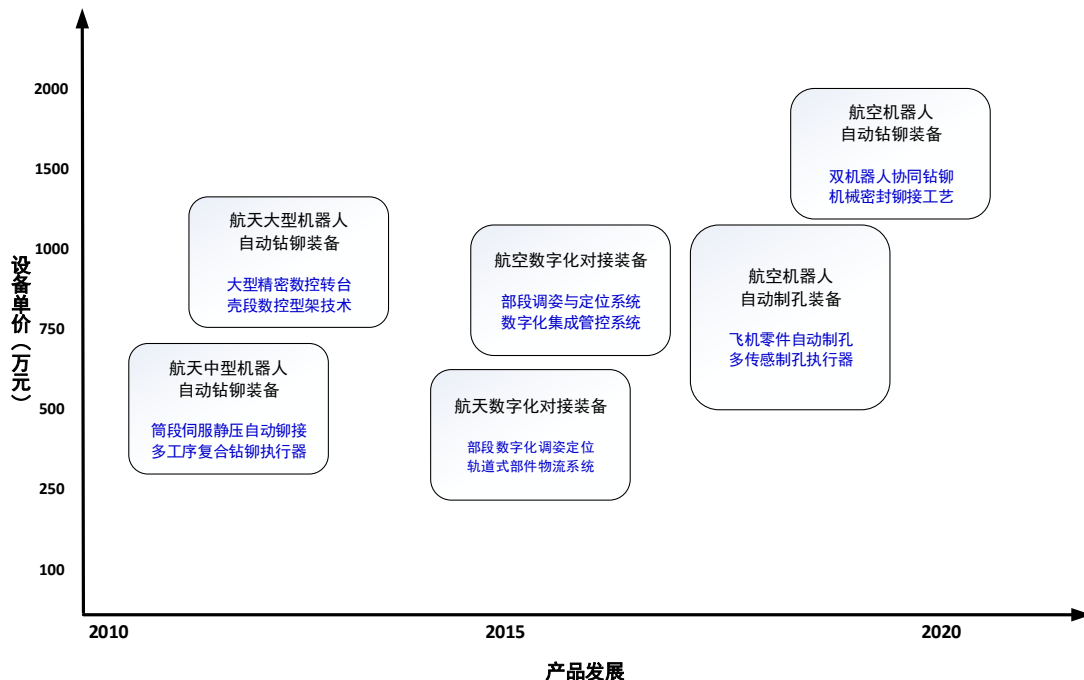 2000
1500
1000
750
500
250
100
设备单价（万元）
航天大型机器人
自动钻铆装备
大型精密数控转台
壳段数控型架技术
航天中型机器人
自动钻铆装备
筒段伺服静压自动铆接
多工序复合钻铆执行器
航空数字化对接装备
部段调姿与定位系统
数字化集成管控系统
航天数字化对接装备
部段数字化调姿定位
轨道式部件物流系统
航空机器人
自动钻铆装备
双机器人协同钻铆
机械密封铆接工艺
航空机器人
自动制孔装备
飞机零件自动制孔
多传感制孔执行器
2010
2015
2020
产品发展